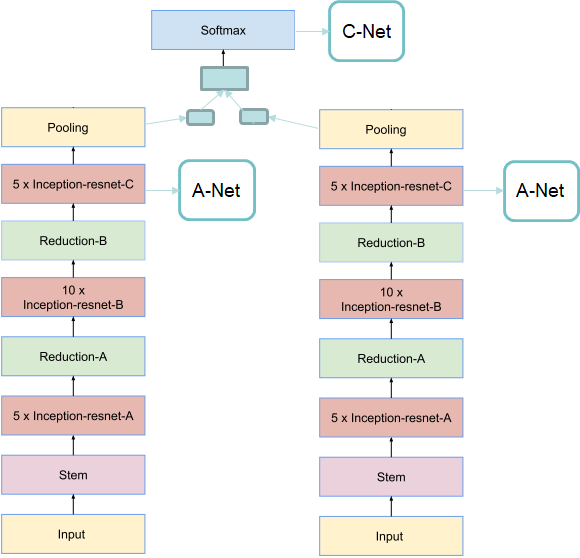 Softmax
C-Net
Pooling
5 x Inception-resnet-C
A-Net
Reduction-B
10 x
Inception-resnet-B
Reduction-A
5 x Inception-resnet-A
Stem
Input
Pooling
5 x Inception-resnet-C
A-Net
Reduction-B
10 x
Inception-resnet-B
Reduction-A
5 x Inception-resnet-A
Stem
Input